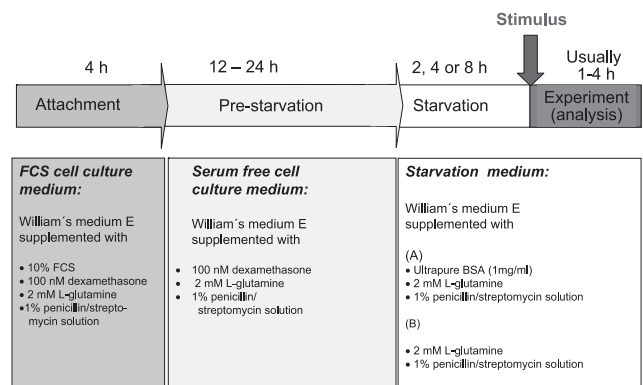 Stimulus
4 h
12 – 24 h
2, 4 or 8 h
Usually
1-4 h
Attachment
Pre-starvation
Starvation
Experiment
(analysis)
FCS cell culture
medium:
William´s medium E
supplemented with
• 10% FCS
• 100 nM dexamethasone
• 2 mM L-glutamine
•1% penicillin/strepto-
mycin solution
Serum free cell
culture medium:
William´s medium E
supplemented with
• 100 nM dexamethasone
• 2 mM L-glutamine
• 1% penicillin/
streptomycin solution
Starvation medium:
William´s medium E
supplemented with
(A)
• Ultrapure BSA (1mg/ml)
• 2 mM L-glutamine
• 1% penicillin/streptomycin solution
(B)
• 2 mM L-glutamine
• 1% penicillin/streptomycin solution